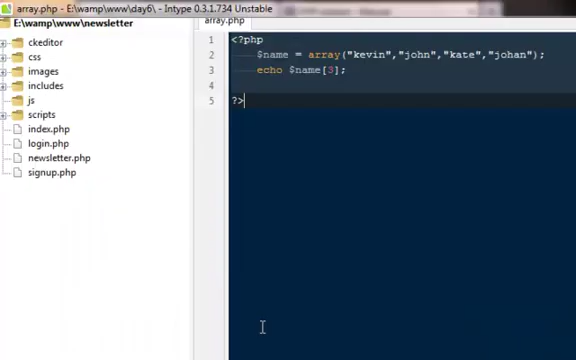 array.php - E:\wamp\www\day6\ - Intype 0.3.1.734 Unstable
E:\wamp\www\newsletter
ckeditor
css
images
includes
js
scripts
index.php
login.php
newsletter.php
signup.php
array.php
1 <?php
2 $name = array("kevin","john","kate","johan");
3 echo $name[3];
4
5 ?>